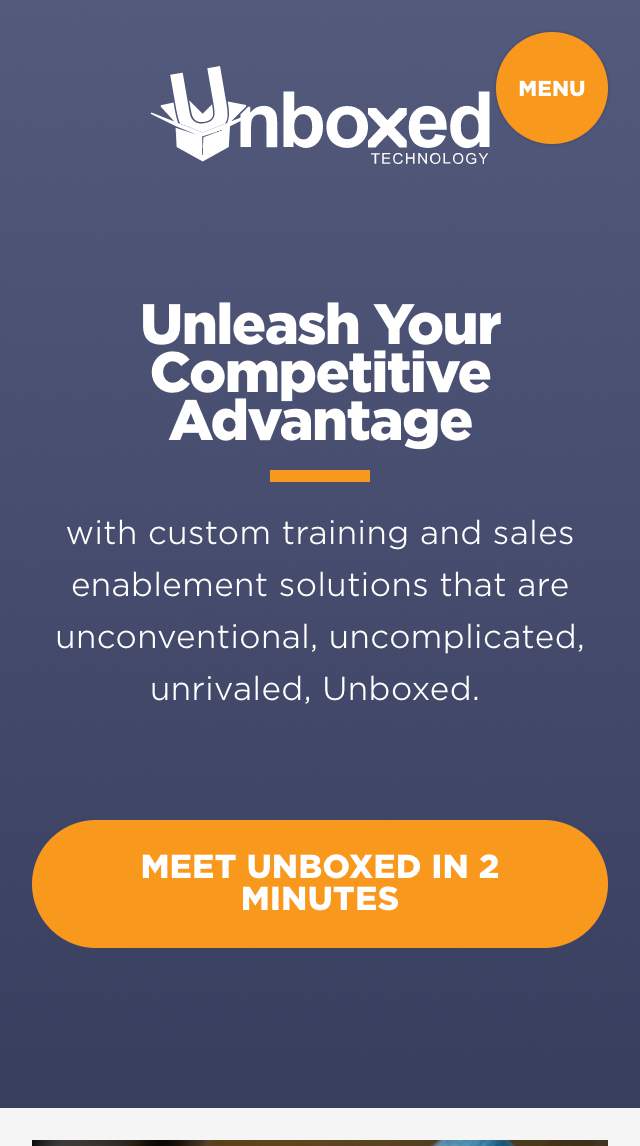 Unboxed
TECHNOLOGY
MENU
Unleash Your
Competitive
Advantage
with custom training and sales
enablement solutions that are
unconventional, uncomplicated,
unrivaled, Unboxed.
MEET UNBOXED IN 2
MINUTES